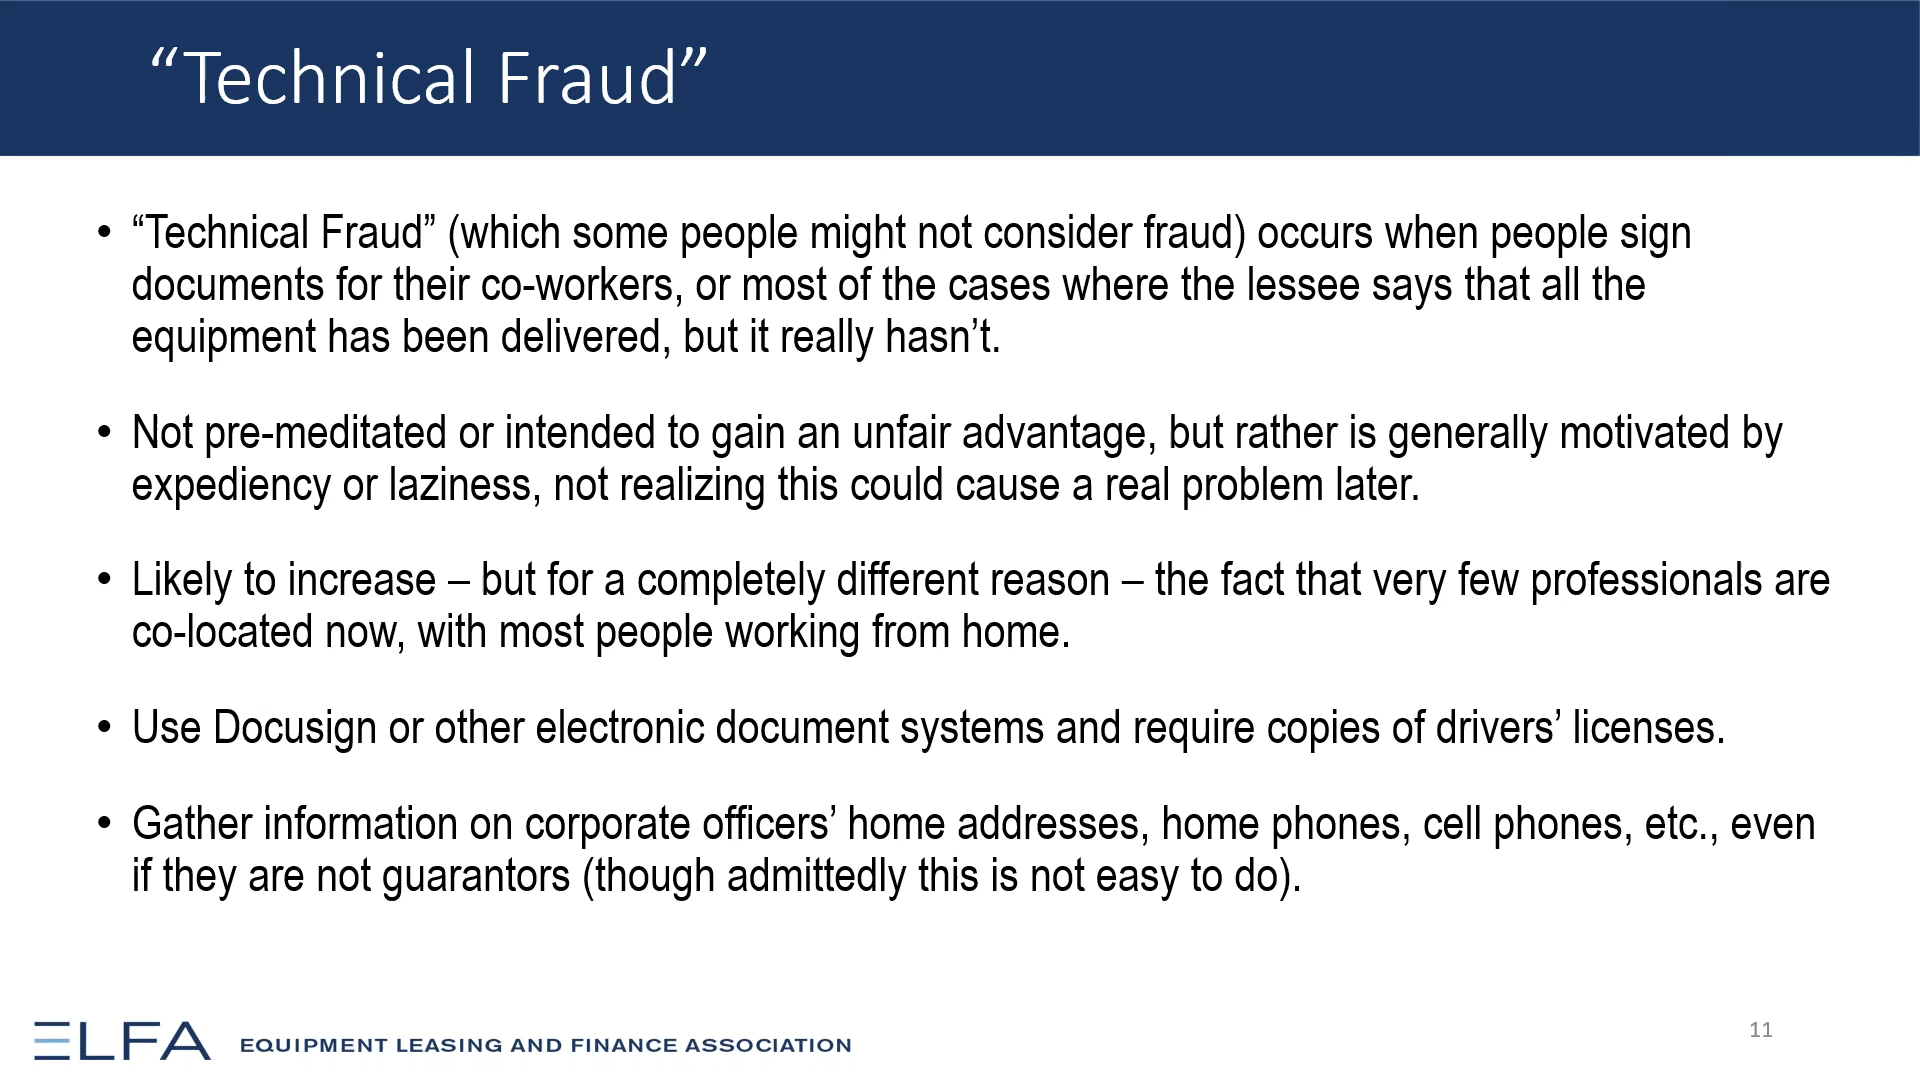 “Technical Fraud”
• “Technical Fraud” (which some people might not consider fraud) occurs when people sign
documents for their co-workers, or most of the cases where the lessee says that all the
equipment has been delivered, but it really hasn’t.
• Not pre-meditated or intended to gain an unfair advantage, but rather is generally motivated by
expediency or laziness, not realizing this could cause a real problem later.
• Likely to increase – but for a completely different reason – the fact that very few professionals are
co-located now, with most people working from home.
• Use Docusign or other electronic document systems and require copies of drivers’ licenses.
• Gather information on corporate officers’ home addresses, home phones, cell phones, etc., even
if they are not guarantors (though admittedly this is not easy to do).
ELFA EQUIPMENT LEASING AND FINANCE ASSOCIATION
11